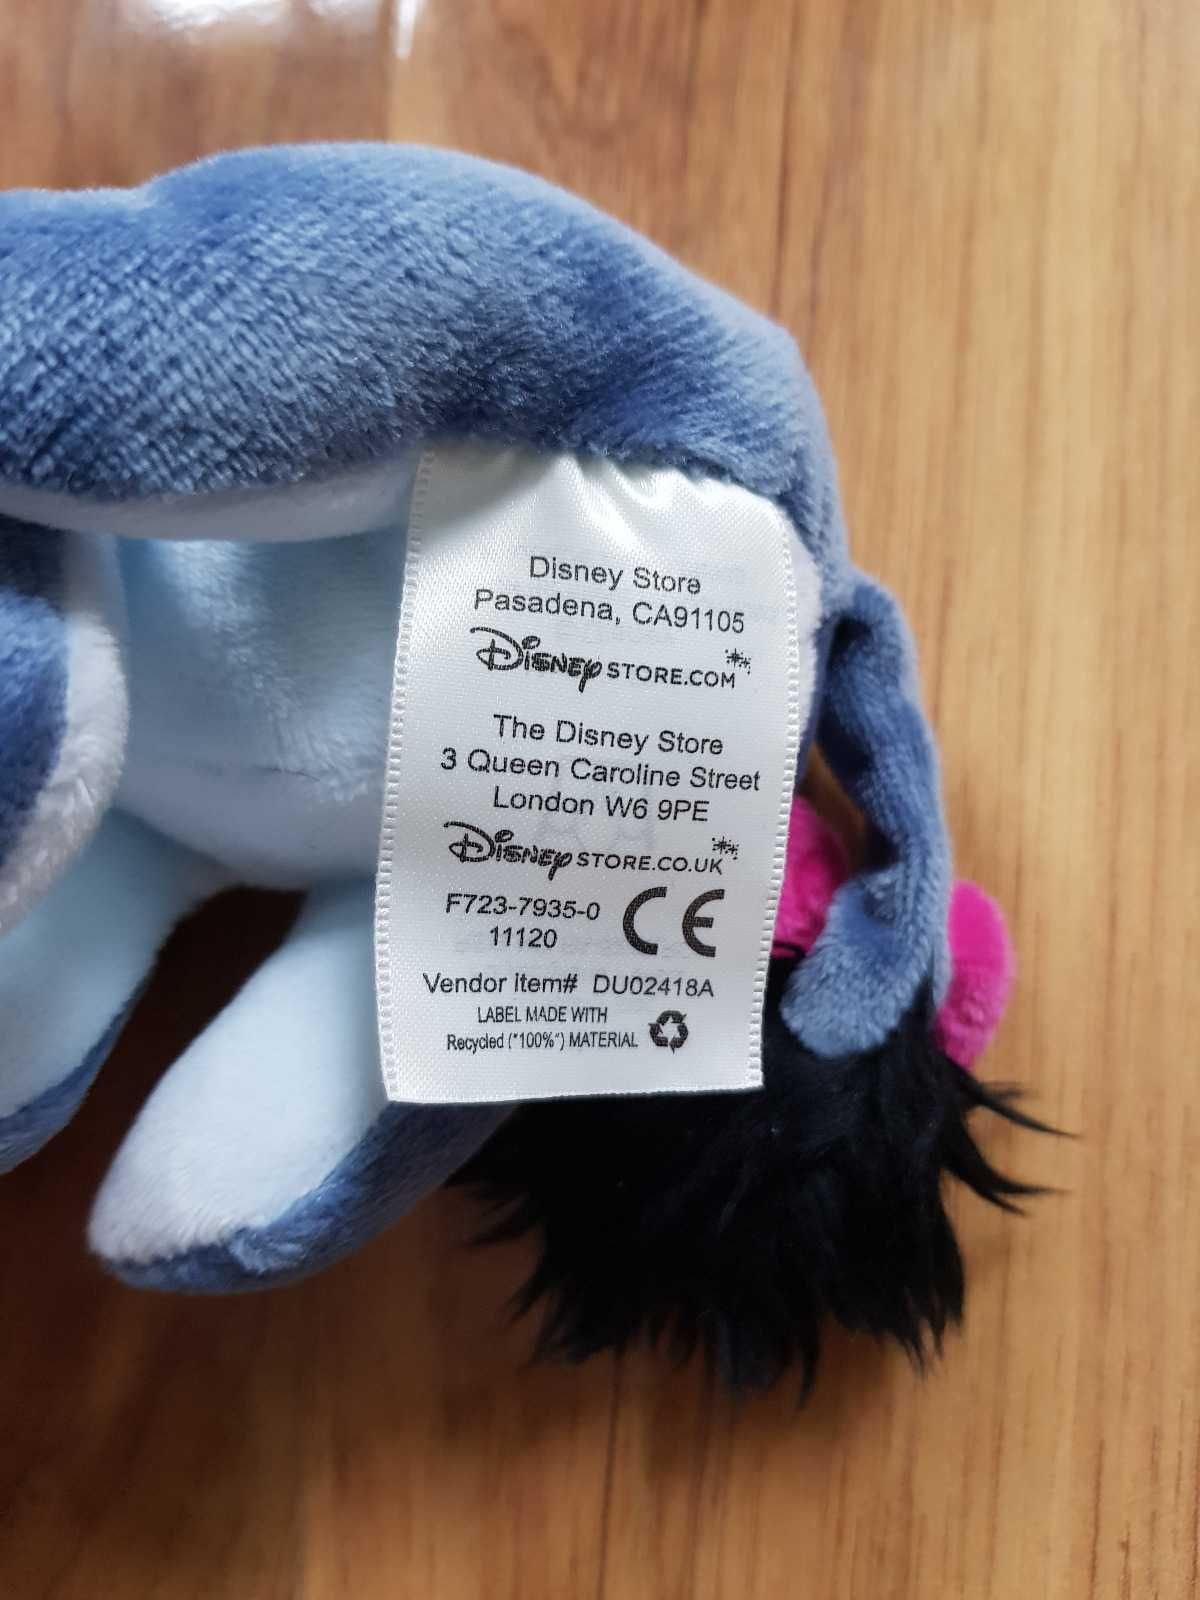 Disney Store
Pasadena, CA91105
Disney STORE.COM
The Disney Store
3 Queen Caroline Street
London W6 9PE
Disney STORE.CO.UK
F723-7935-0
11120
CE
Vendor item# DU02418A
LABEL MADE WITH
Recycled ("100%") MATERIAL